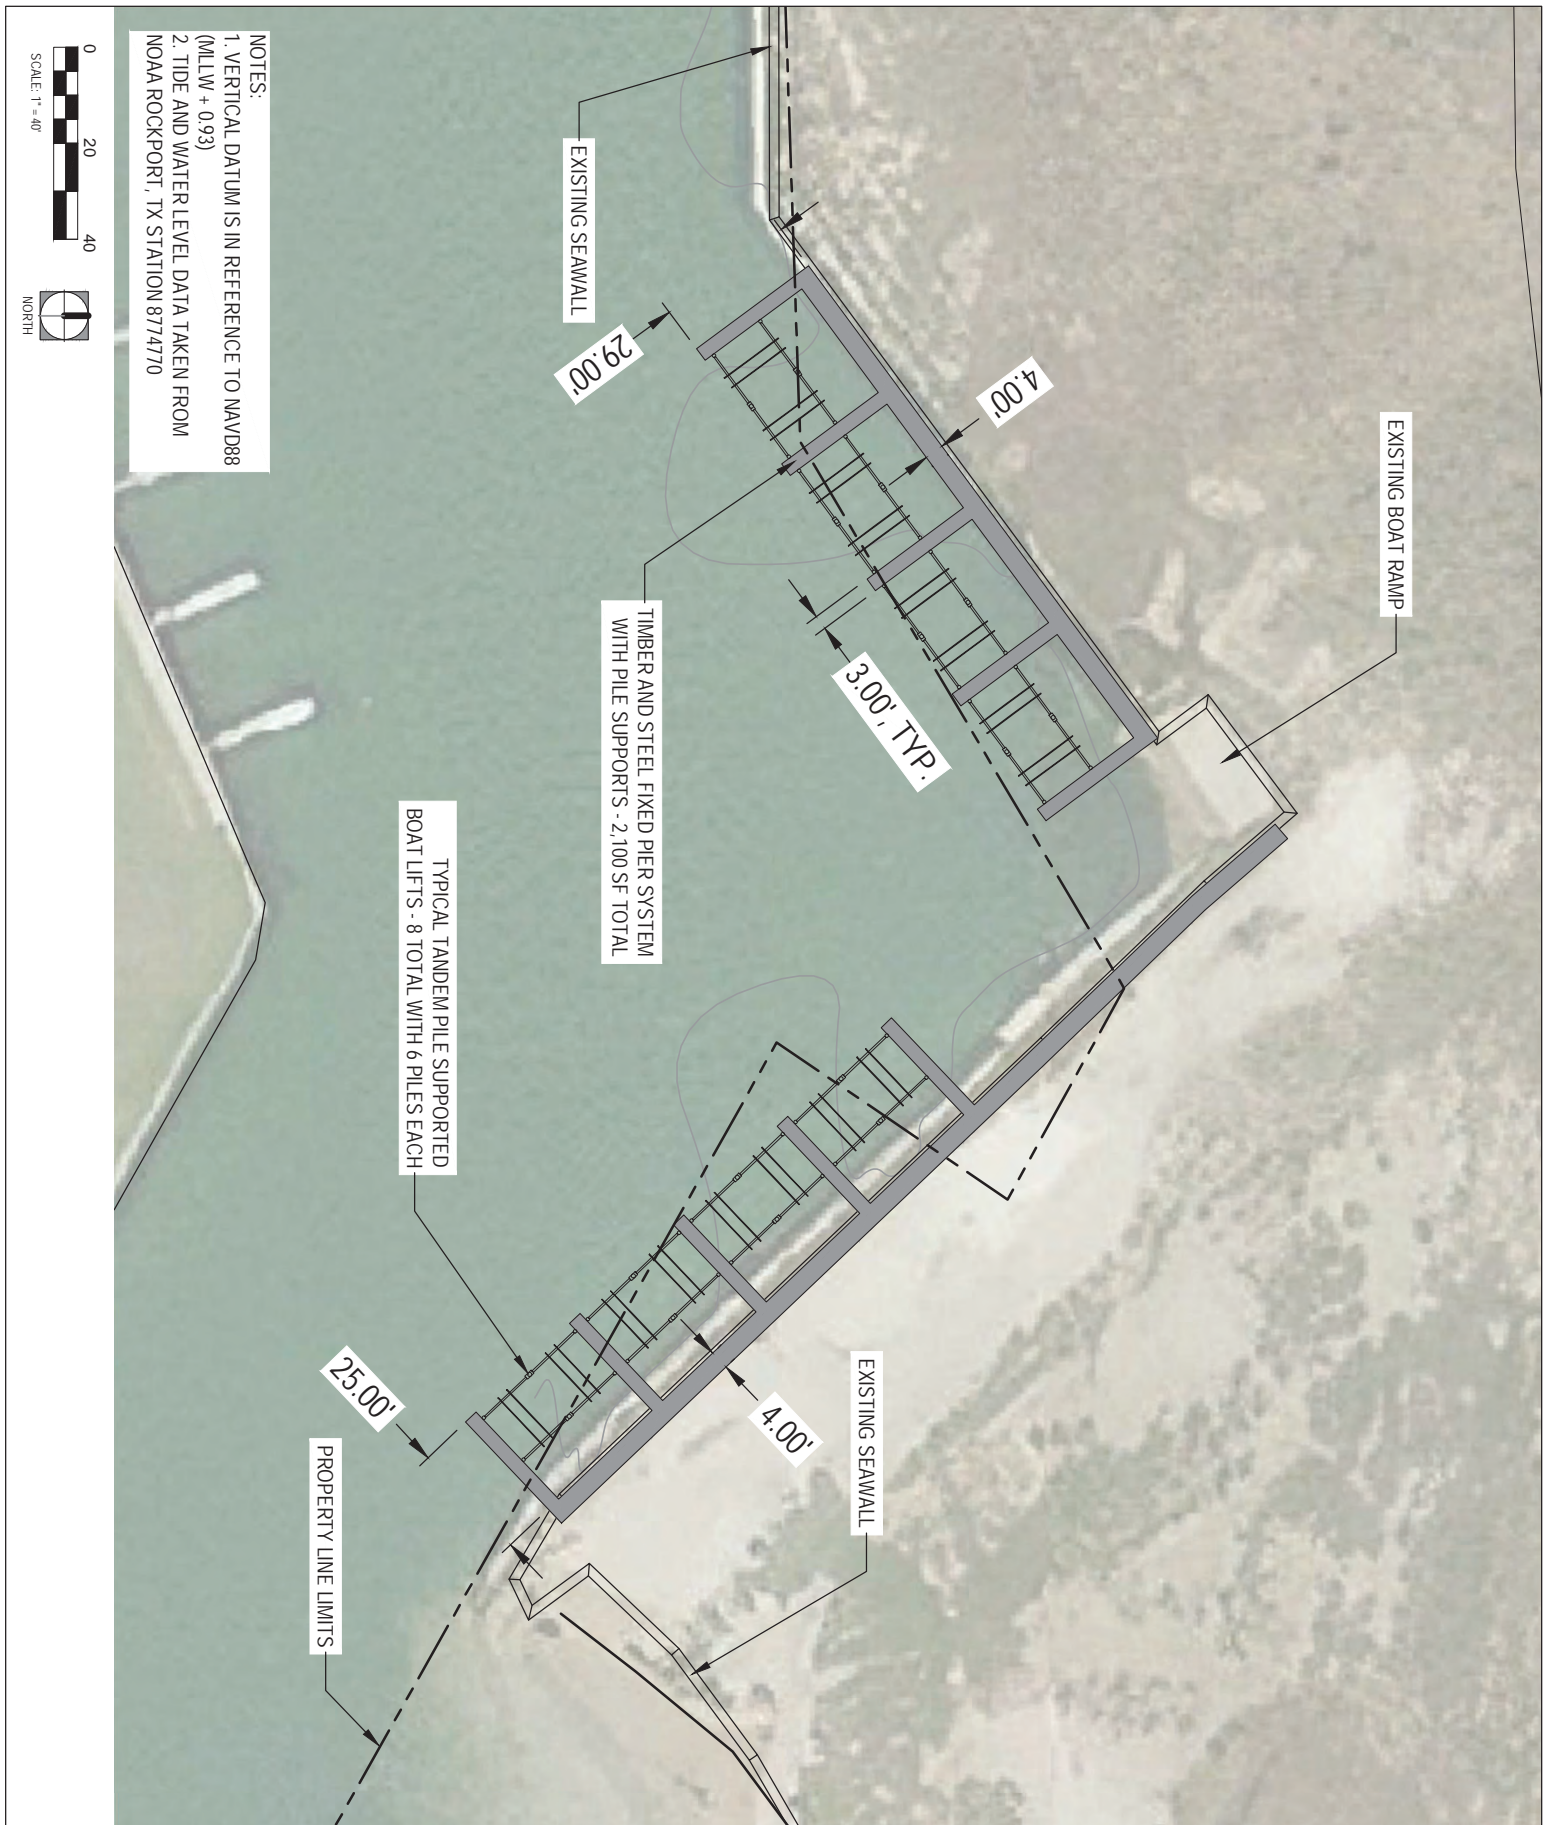 NOTES:
1. VERTICAL DATUM IS IN REFERENCE TO NAVD88
(MLLW + 0.93)
2. TIDE AND WATER LEVEL DATA TAKEN FROM
NOAA ROCKPORT, TX STATION 8774770
0
20
40
SCALE: 1" = 40'
NORTH
EXISTING SEAWALL
29.00'
4.00'
EXISTING BOAT RAMP
3.00', TYP.
TIMBER AND STEEL FIXED PIER SYSTEM
WITH PILE SUPPORTS - 2,100 SF TOTAL
TYPICAL TANDEM PILE SUPPORTED
BOAT LIFTS - 8 TOTAL WITH 6 PILES EACH
25.00'
4.00'
EXISTING SEAWALL
PROPERTY LINE LIMITS